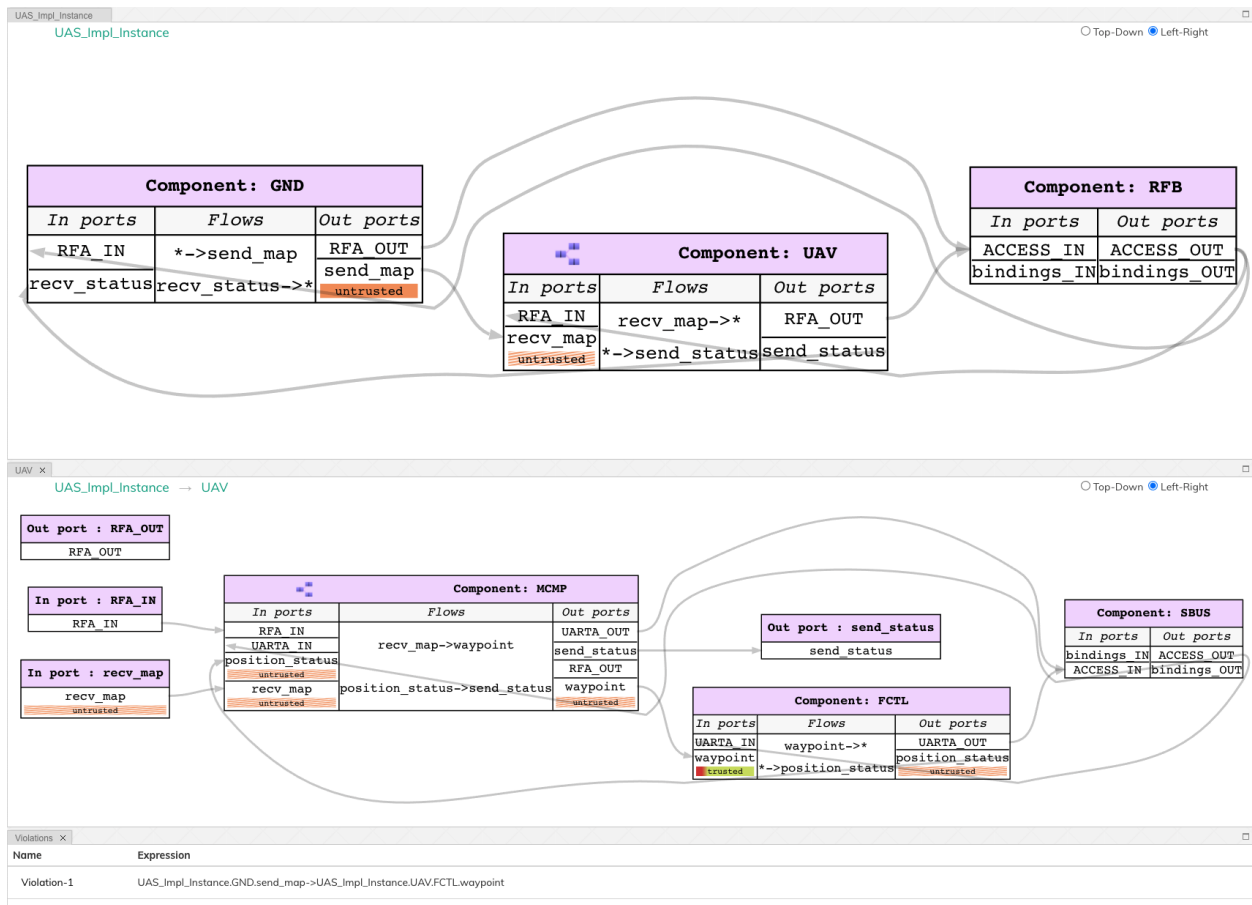 UAS_Impl_Instance
UAS_Impl_Instance
Top-Down Left-Right
Component: GND
In ports Flows Out ports
RFA_IN *->send_map RFA_OUT
recv_status recv_status->* send_map
untrusted
Component: UAV
In ports Flows Out ports
RFA_IN recv_map->* RFA_OUT
recv_map *->send_status send_status
untrusted
Component: RFB
In ports Out ports
ACCESS_IN ACCESS_OUT
bindings_IN bindings_OUT
UAV ×
UAS_Impl_Instance → UAV
Top-Down Left-Right
Out port : RFA_OUT
RFA_OUT
In port : RFA_IN
RFA_IN
In port : recv_map
recv_map
untrusted
Component: MCMP
In ports Flows Out ports
RFA_IN recv_map->waypoint UARTA_OUT
UARTA_IN send_status
position_status position_status->send_status RFA_OUT
untrusted
recv_map waypoint
untrusted untrusted
Out port : send_status
send_status
Component: FCTL
In ports Flows Out ports
UARTA_IN waypoint->* UARTA_OUT
waypoint *->position_status position_status
trusted untrusted
Component: SBUS
In ports Out ports
bindings_IN ACCESS_OUT
ACCESS_IN bindings_OUT
Violations ×
Name Expression
Violation-1 UAS_Impl_Instance.GND.send_map->UAS_Impl_Instance.UAV.FCTL.waypoint